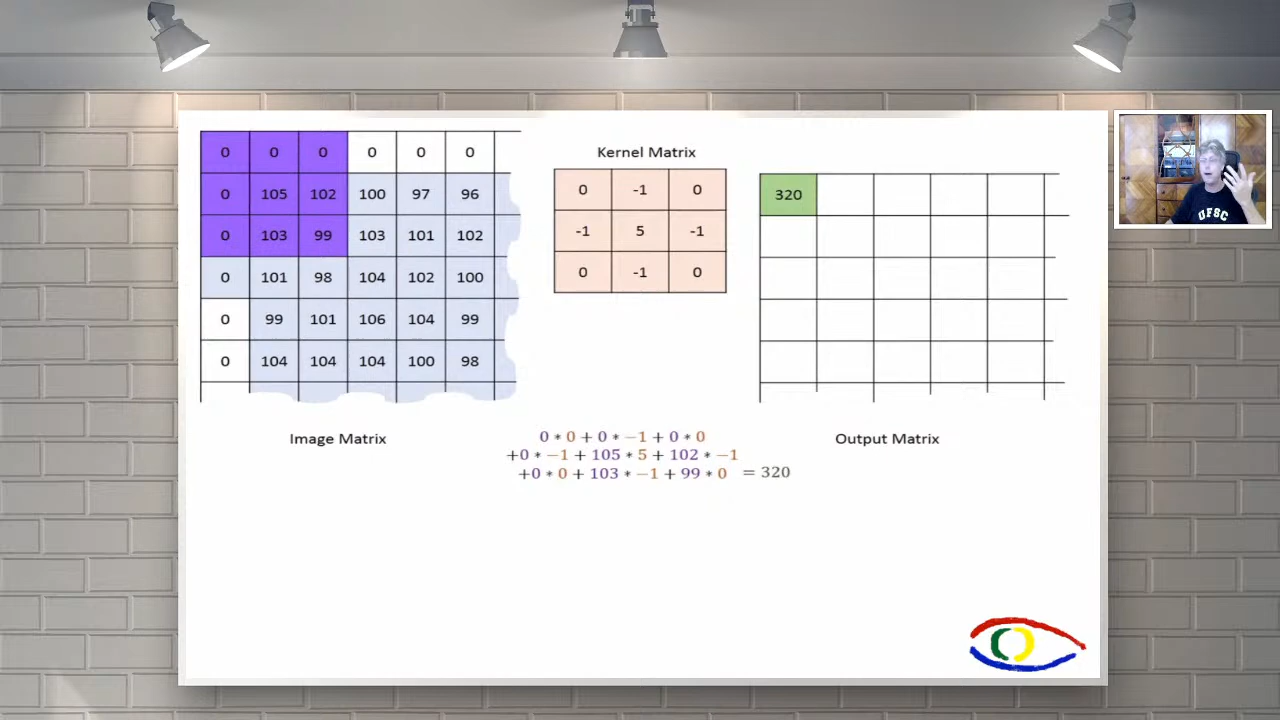 0 0 0 0 0 0
0 105 102 100 97 96
0 103 99 103 101 102
0 101 98 104 102 100
0 99 101 106 104 99
0 104 104 104 100 98
Image Matrix
Kernel Matrix
0 -1 0
-1 5 -1
0 -1 0
320
Output Matrix
0 * 0 + 0 * −1 + 0 * 0
+0 * −1 + 105 * 5 + 102 * −1
+0 * 0 + 103 * −1 + 99 * 0 = 320
UFSC